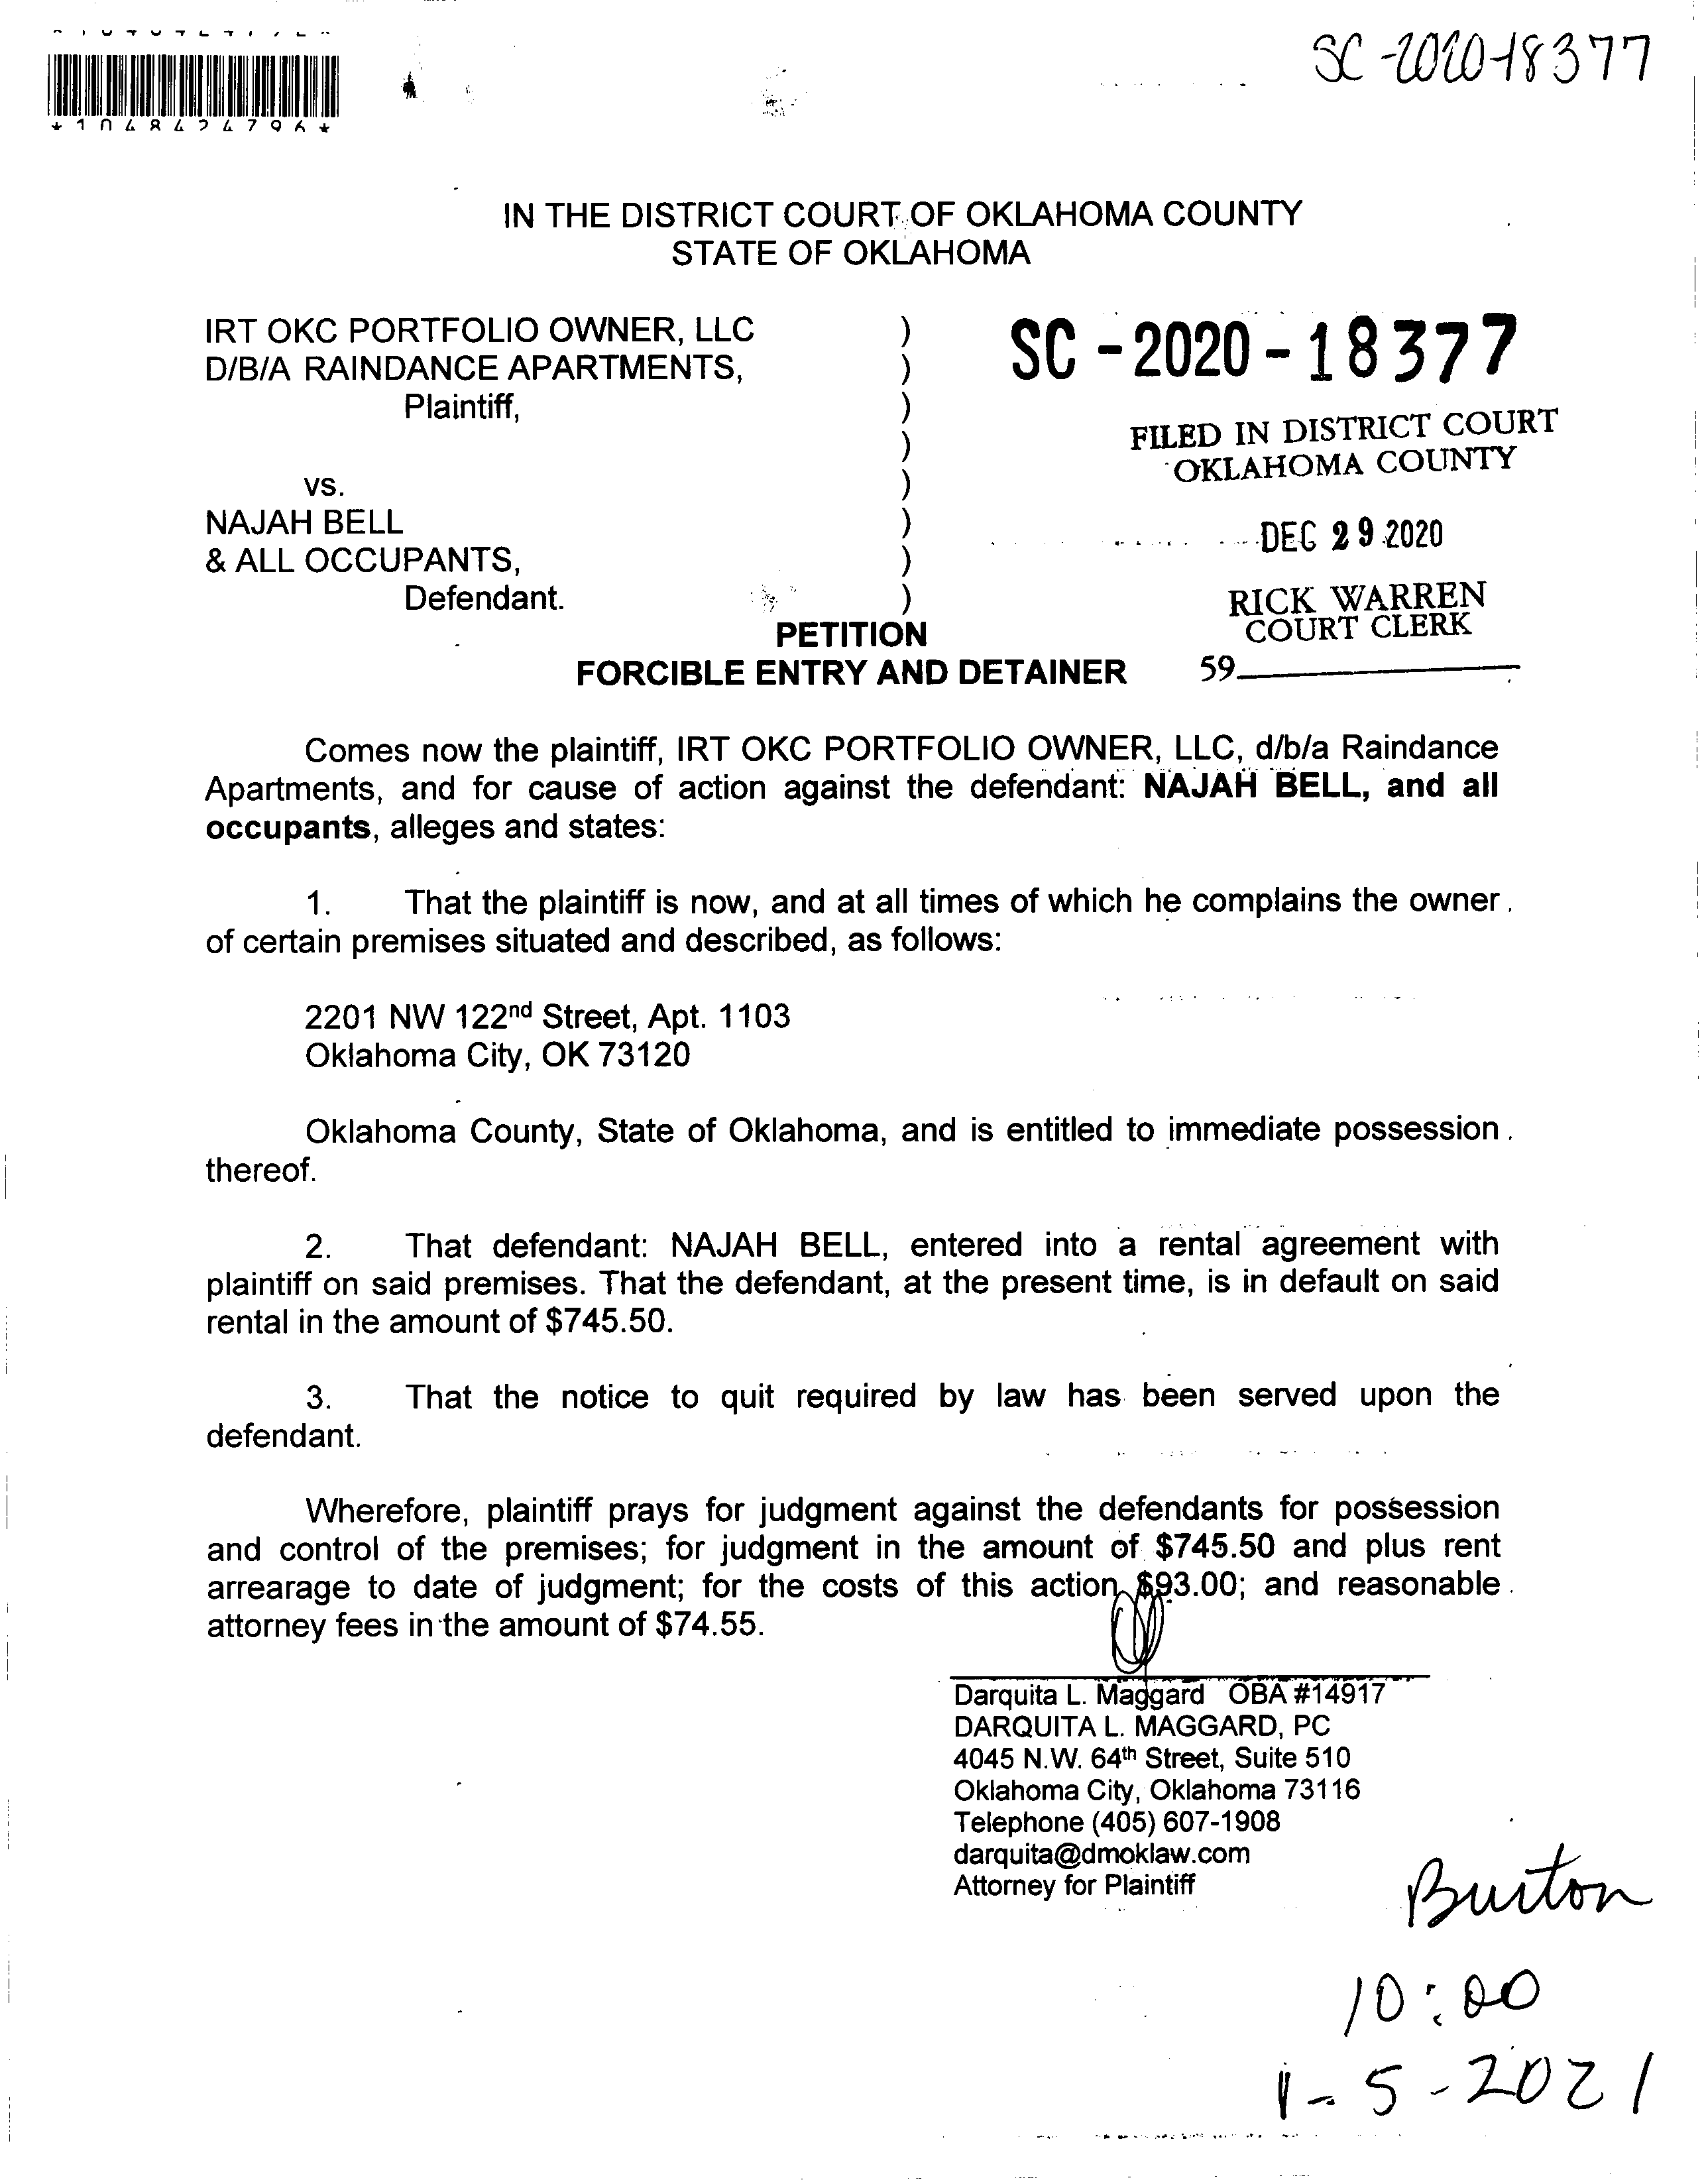 SC-2020-18377
*1048424796*
IN THE DISTRICT COURT OF OKLAHOMA COUNTY
STATE OF OKLAHOMA
IRT OKC PORTFOLIO OWNER, LLC )
D/B/A RAINDANCE APARTMENTS, )
Plaintiff, )
)
vs. )
NAJAH BELL )
& ALL OCCUPANTS, )
Defendant. )
SC - 2020 - 18377
FILED IN DISTRICT COURT
OKLAHOMA COUNTY
DEC 29 2020
RICK WARREN
COURT CLERK
59
PETITION
FORCIBLE ENTRY AND DETAINER
Comes now the plaintiff, IRT OKC PORTFOLIO OWNER, LLC, d/b/a Raindance
Apartments, and for cause of action against the defendant: NAJAH BELL, and all
occupants, alleges and states:
1. That the plaintiff is now, and at all times of which he complains the owner
of certain premises situated and described, as follows:
2201 NW 122nd Street, Apt. 1103
Oklahoma City, OK 73120
Oklahoma County, State of Oklahoma, and is entitled to immediate possession
thereof.
2. That defendant: NAJAH BELL, entered into a rental agreement with
plaintiff on said premises. That the defendant, at the present time, is in default on said
rental in the amount of $745.50.
3. That the notice to quit required by law has been served upon the
defendant.
Wherefore, plaintiff prays for judgment against the defendants for possession
and control of the premises; for judgment in the amount of $745.50 and plus rent
arrearage to date of judgment; for the costs of this action, $93.00; and reasonable
attorney fees in the amount of $74.55.
Darquita L. Maggard OBA #14917
DARQUITA L. MAGGARD, PC
4045 N.W. 64th Street, Suite 510
Oklahoma City, Oklahoma 73116
Telephone (405) 607-1908
darquita@dmoklaw.com
Attorney for Plaintiff
Burton
10:00
1-5-2021